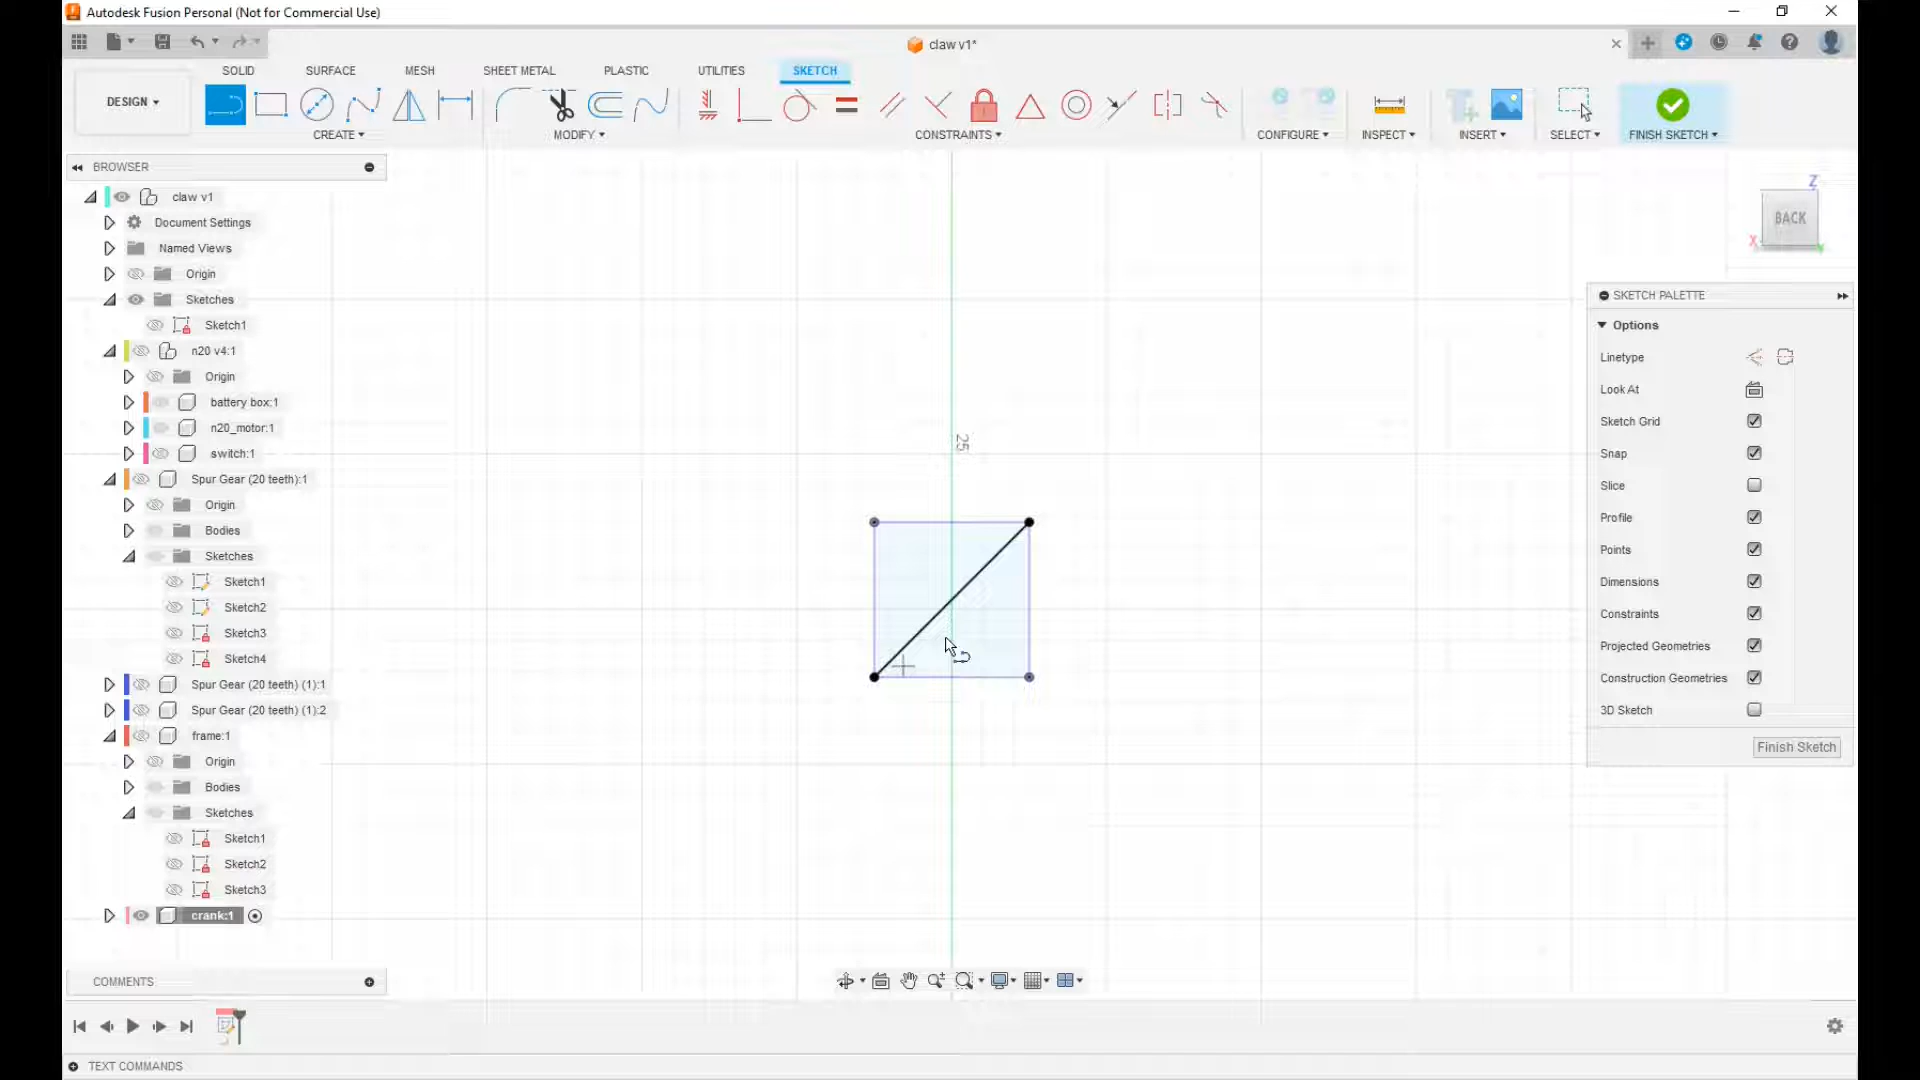 Autodesk Fusion Personal (Not for Commercial Use)
claw v1*
DESIGN
SOLID
SURFACE
MESH
SHEET METAL
PLASTIC
UTILITIES
SKETCH
CREATE
MODIFY
CONSTRAINTS
CONFIGURE
INSPECT
INSERT
SELECT
FINISH SKETCH
BROWSER
claw v1
Document Settings
Named Views
Origin
Sketches
Sketch1
n20 v4:1
Origin
battery box:1
n20_motor:1
switch:1
Spur Gear (20 teeth):1
Origin
Bodies
Sketches
Sketch1
Sketch2
Sketch3
Sketch4
Spur Gear (20 teeth) (1):1
Spur Gear (20 teeth) (1):2
frame:1
Origin
Bodies
Sketches
Sketch1
Sketch2
Sketch3
crank:1
25
Z
BACK
X
Y
SKETCH PALETTE
Options
Linetype
Look At
Sketch Grid
Snap
Slice
Profile
Points
Dimensions
Constraints
Projected Geometries
Construction Geometries
3D Sketch
Finish Sketch
COMMENTS
TEXT COMMANDS